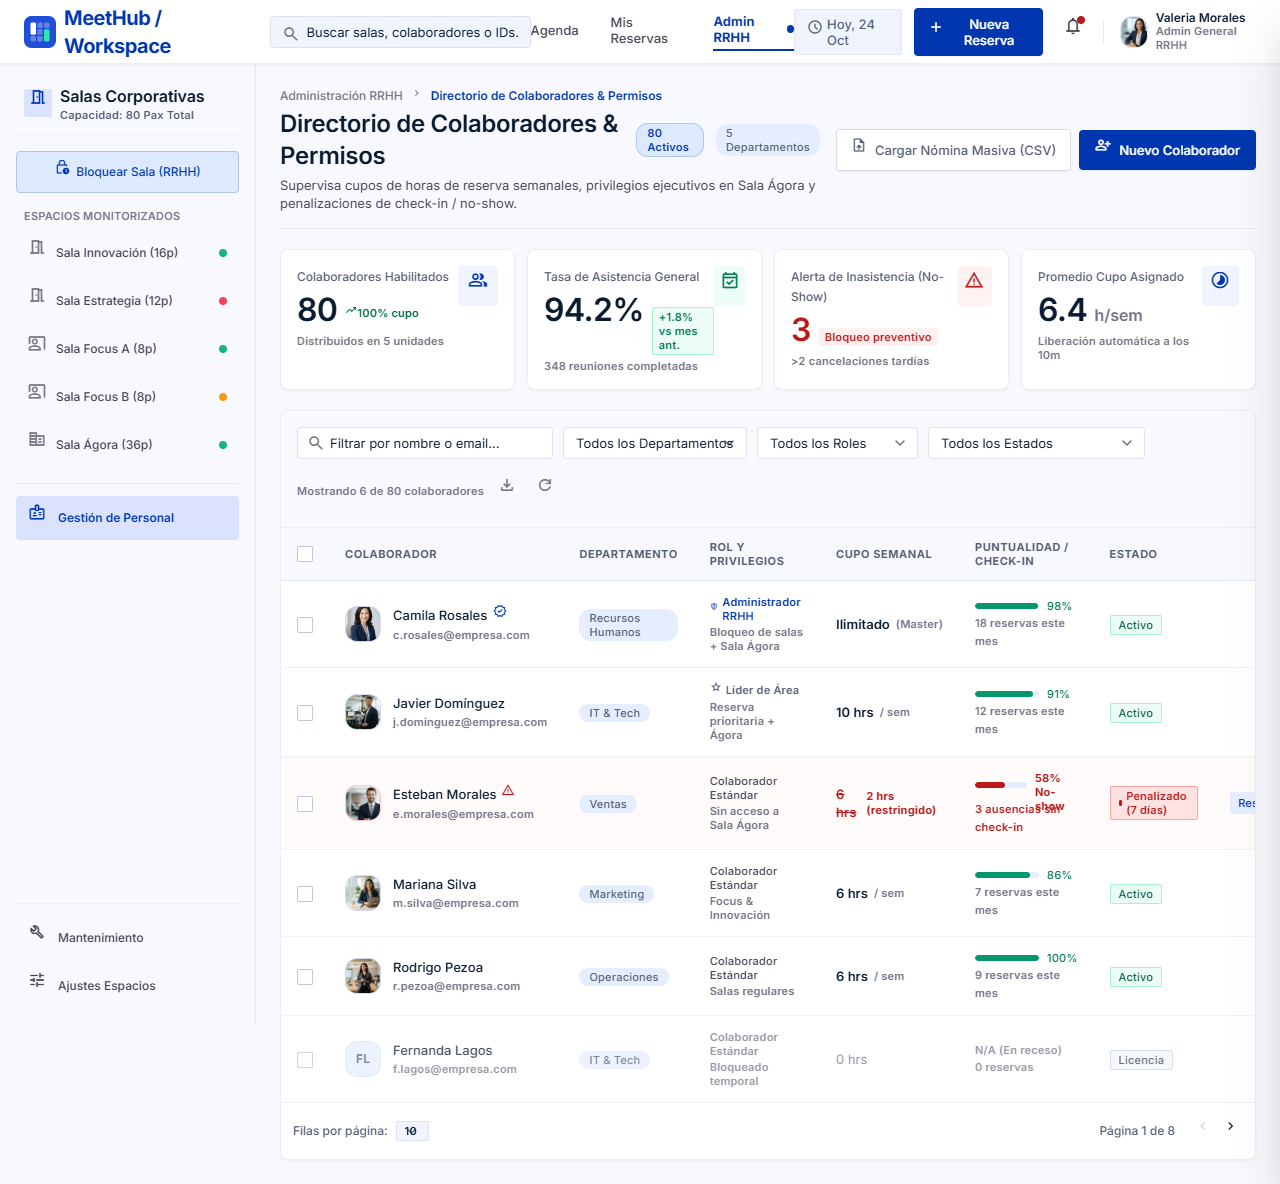 MeetHub /
Workspace
Buscar salas, colaboradores o IDs.
Agenda
Mis
Reservas
Admin
RRHH
Hoy, 24
Oct
Nueva
Reserva
Valeria Morales
Admin General
RRHH
Salas Corporativas
Capacidad: 80 Pax Total
Bloquear Sala (RRHH)
ESPACIOS MONITORIZADOS
Sala Innovación (16p)
Sala Estrategia (12p)
Sala Focus A (8p)
Sala Focus B (8p)
Sala Ágora (36p)
Gestión de Personal
Mantenimiento
Ajustes Espacios
Administración RRHH
Directorio de Colaboradores & Permisos
Directorio de Colaboradores &
Permisos
80
Activos
5
Departamentos
Supervisa cupos de horas de reserva semanales, privilegios ejecutivos en Sala Ágora y
penalizaciones de check-in / no-show.
Cargar Nómina Masiva (CSV)
Nuevo Colaborador
Colaboradores Habilitados
80 100% cupo
Distribuidos en 5 unidades
Tasa de Asistencia General
94.2%
+1.8%
vs mes
ant.
348 reuniones completadas
Alerta de Inasistencia (No-
Show)
3 Bloqueo preventivo
>2 cancelaciones tardías
Promedio Cupo Asignado
6.4 h/sem
Liberación automática a los
10m
Filtrar por nombre o email...
Todos los Departamentos
Todos los Roles
Todos los Estados
Mostrando 6 de 80 colaboradores
COLABORADOR
DEPARTAMENTO
ROL Y
PRIVILEGIOS
CUPO SEMANAL
PUNTUALIDAD /
CHECK-IN
ESTADO
Camila Rosales
c.rosales@empresa.com
Recursos
Humanos
Administrador
RRHH
Bloqueo de salas
+ Sala Ágora
Ilimitado (Master)
98%
18 reservas este
mes
Activo
Javier Domínguez
j.dominguez@empresa.com
IT & Tech
Líder de Área
Reserva
prioritaria +
Ágora
10 hrs / sem
91%
12 reservas este
mes
Activo
Esteban Morales
e.morales@empresa.com
Ventas
Colaborador
Estándar
Sin acceso a
Sala Ágora
6
hrs
2 hrs
(restringido)
58%
No-
show
3 ausencias sin
check-in
Penalizado
(7 días)
Res
Mariana Silva
m.silva@empresa.com
Marketing
Colaborador
Estándar
Focus &
Innovación
6 hrs / sem
86%
7 reservas este
mes
Activo
Rodrigo Pezoa
r.pezoa@empresa.com
Operaciones
Colaborador
Estándar
Salas regulares
6 hrs / sem
100%
9 reservas este
mes
Activo
FL
Fernanda Lagos
f.lagos@empresa.com
IT & Tech
Colaborador
Estándar
Bloqueado
temporal
0 hrs
N/A (En receso)
0 reservas
Licencia
Filas por página: 10
Página 1 de 8